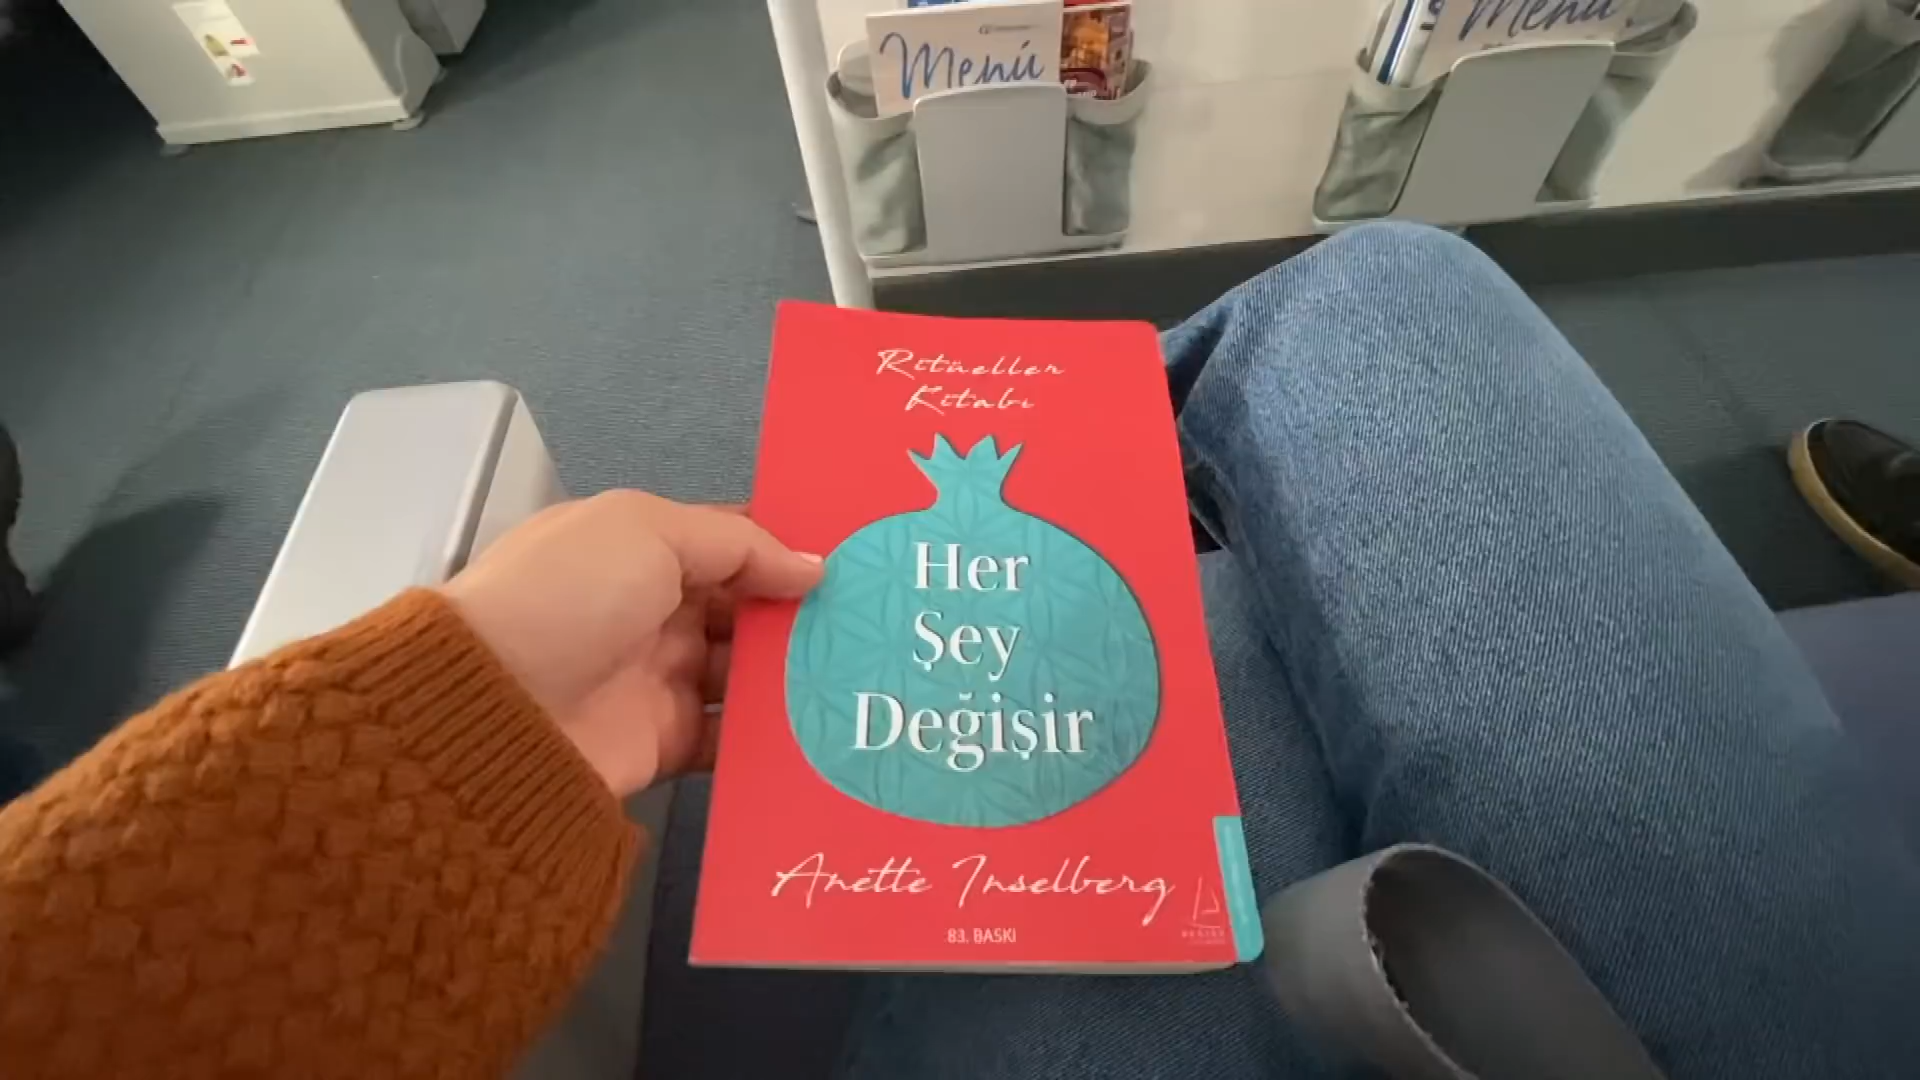 Menü
Menü
Ritüeller
Kitabı
Her
Şey
Değişir
Anette Inselberg
83. BASKI